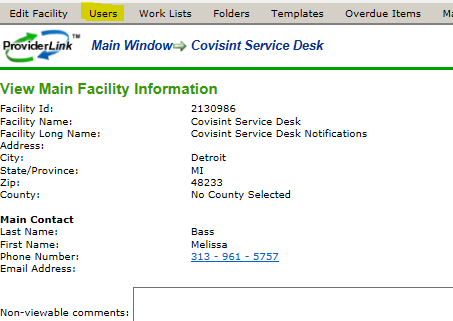 Edit Facility Users Work Lists Folders Templates Overdue Items
ProviderLink™ Main Window Covisint Service Desk
View Main Facility Information
Facility Id: 2130986
Facility Name: Covisint Service Desk
Facility Long Name: Covisint Service Desk Notifications
Address:
City: Detroit
State/Province: MI
Zip: 48233
County: No County Selected
Main Contact
Last Name: Bass
First Name: Melissa
Phone Number: 313 - 961 - 5757
Email Address:
Non-viewable comments: